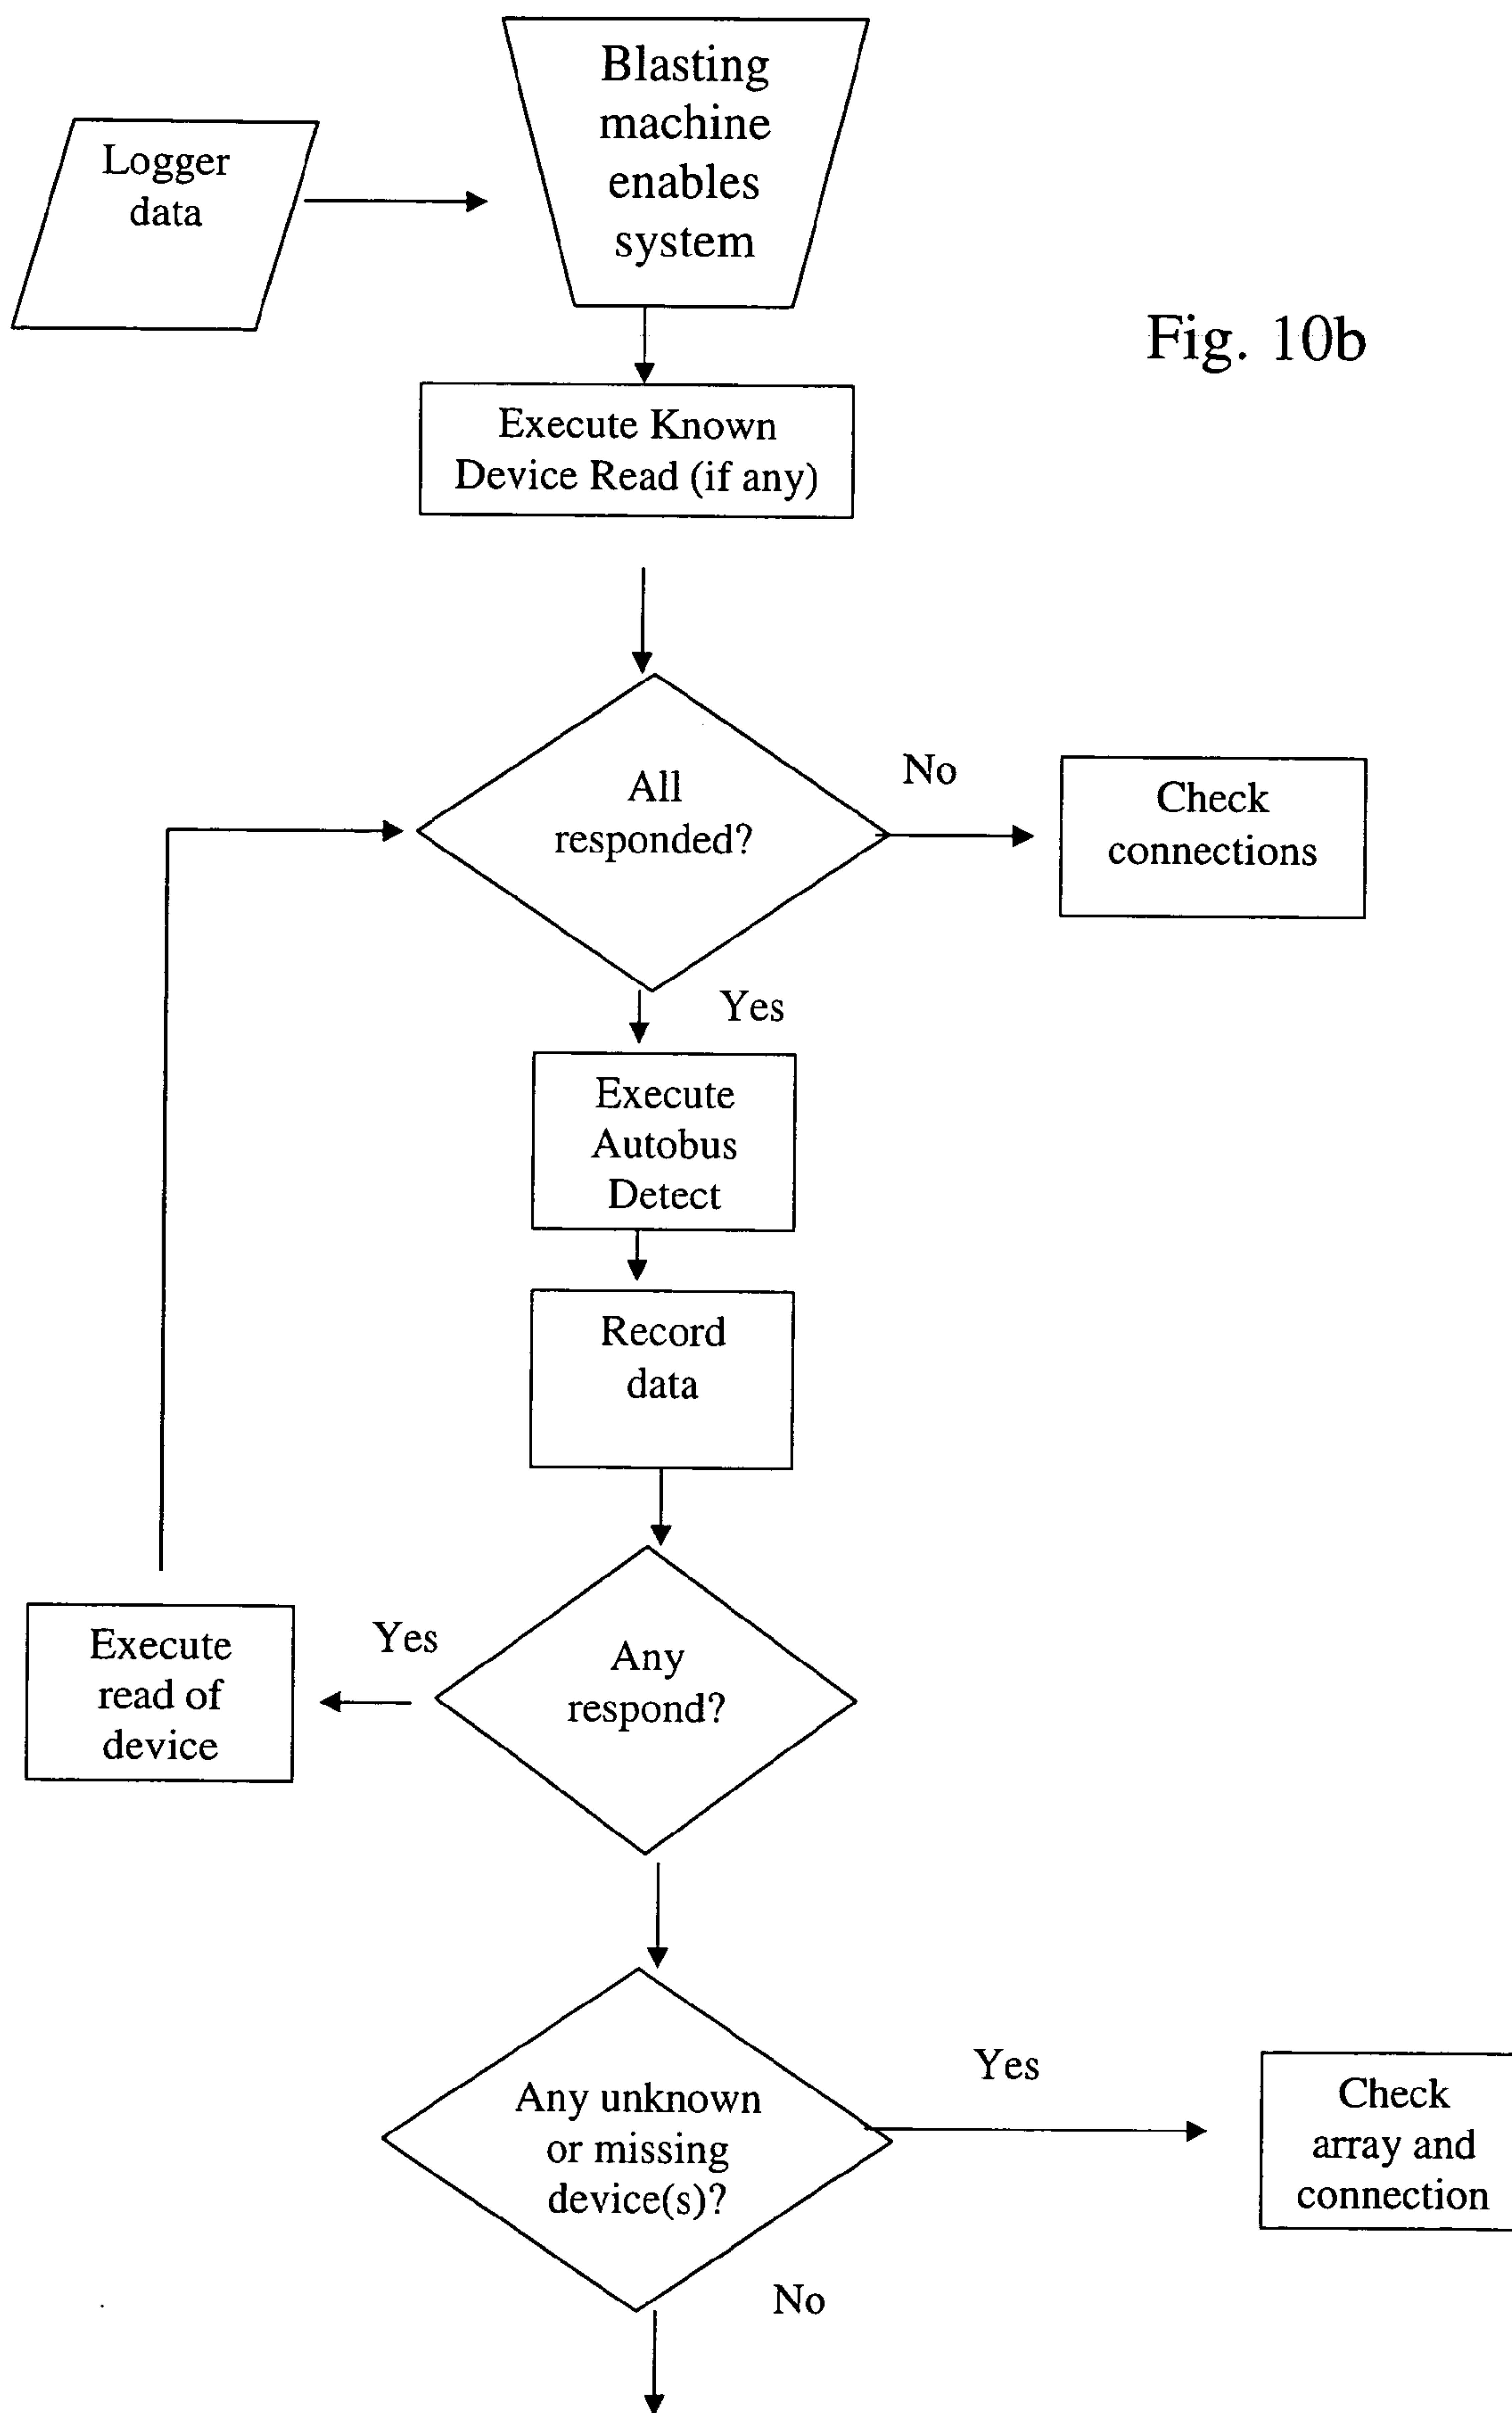 Blasting
machine
enables
system
Logger
data
Fig. 10b
Execute Known
Device Read (if any)
All
responded?
No
Check
connections
Yes
Execute
Autobus
Detect
Record
data
Any
respond?
Yes
Execute
read of
device
Any unknown
or missing
device(s)?
Yes
Check
array and
connection
No